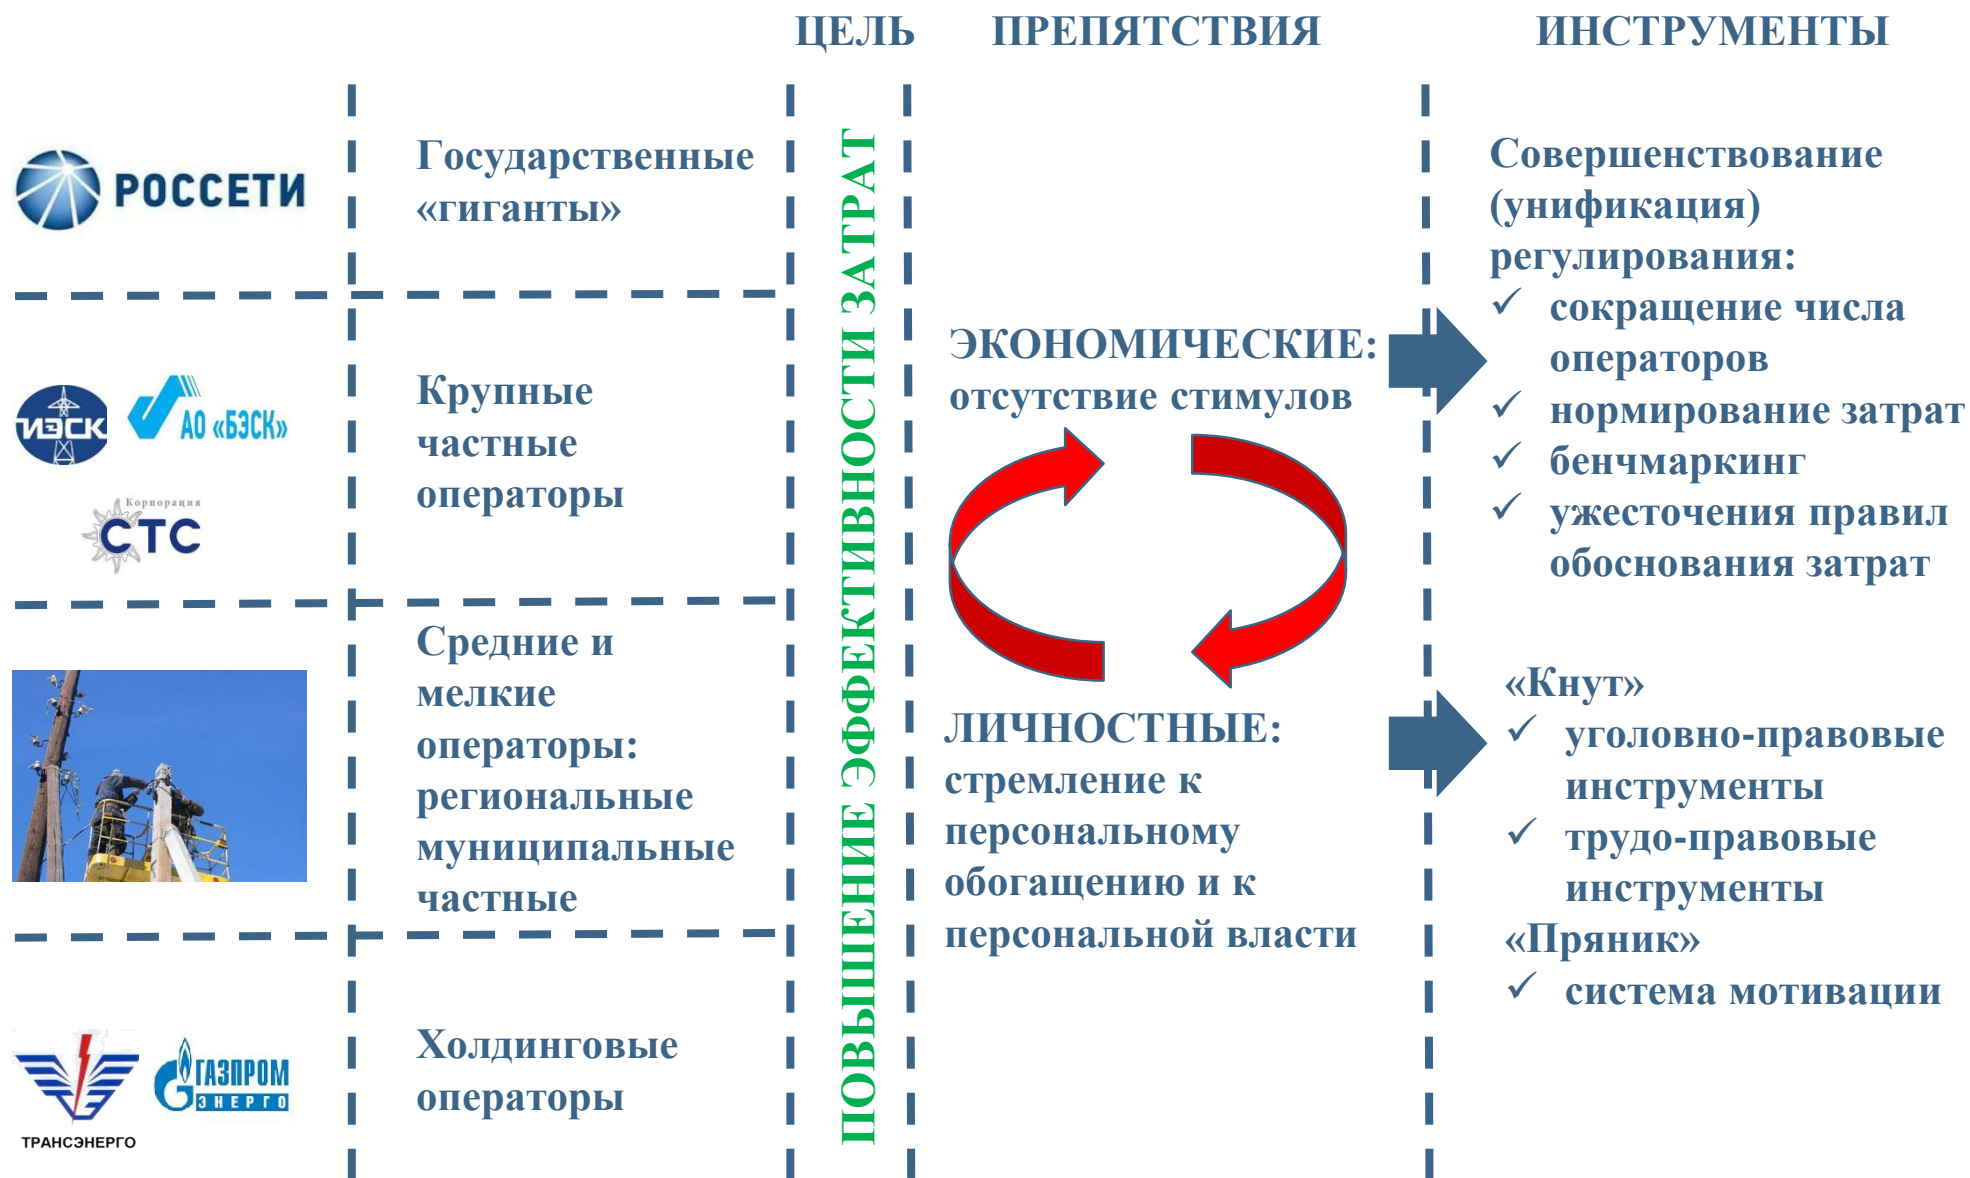 ЦЕЛЬ
ПРЕПЯТСТВИЯ
ИНСТРУМЕНТЫ
РОССЕТИ
Государственные
«гиганты»
ИЭСК
АО «БЭСК»
Корпорация
СТС
Крупные
частные
операторы
Средние и
мелкие
операторы:
региональные
муниципальные
частные
ТРАНСЭНЕРГО
ГАЗПРОМ
ЭНЕРГО
Холдинговые
операторы
ПОВЫШЕНИЕ ЭФФЕКТИВНОСТИ ЗАТРАТ
ЭКОНОМИЧЕСКИЕ:
отсутствие стимулов
ЛИЧНОСТНЫЕ:
стремление к
персональному
обогащению и к
персональной власти
Совершенствование
(унификация)
регулирования:
✓ сокращение числа
операторов
✓ нормирование затрат
✓ бенчмаркинг
✓ ужесточения правил
обоснования затрат
«Кнут»
✓ уголовно-правовые
инструменты
✓ трудо-правовые
инструменты
«Пряник»
✓ система мотивации